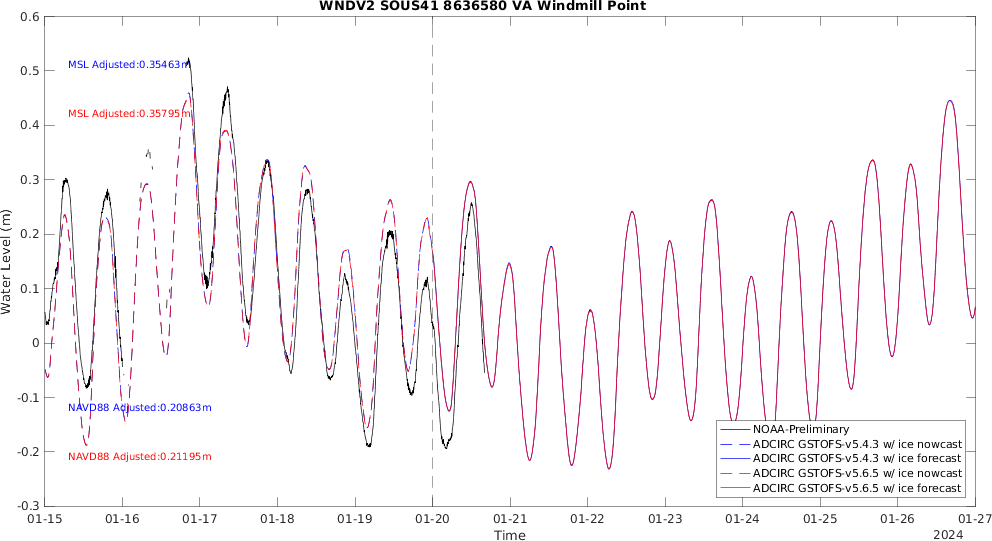 WNDV2 SOUS41 8636580 VA Windmill Point
0.6
0.5
0.4
0.3
0.2
0.1
0
-0.1
-0.2
-0.3
Water Level (m)
MSL Adjusted:0.35463m
MSL Adjusted:0.35795m
NAVD88 Adjusted:0.20863m
NAVD88 Adjusted:0.21195m
NOAA-Preliminary
ADCIRC GSTOFS-v5.4.3 w/ ice nowcast
ADCIRC GSTOFS-v5.4.3 w/ ice forecast
ADCIRC GSTOFS-v5.6.5 w/ ice nowcast
ADCIRC GSTOFS-v5.6.5 w/ ice forecast
01-15 01-16 01-17 01-18 01-19 01-20 01-21 01-22 01-23 01-24 01-25 01-26 01-27
Time
2024